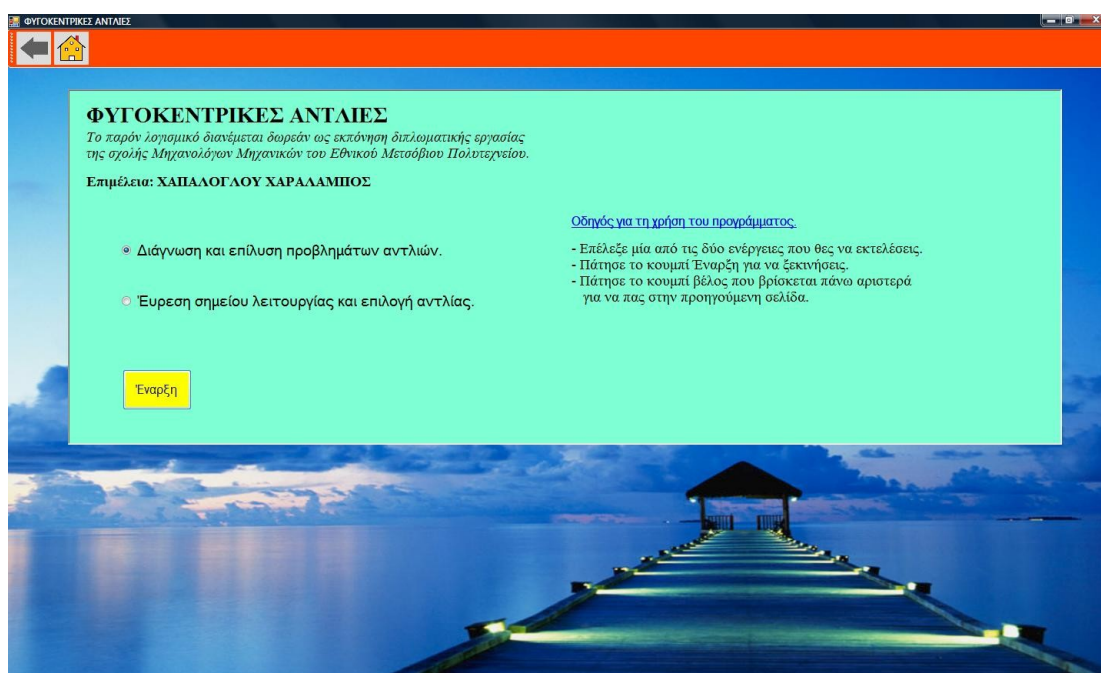 ΦΥΓΟΚΕΝΤΡΙΚΕΣ ΑΝΤΛΙΕΣ
ΦΥΓΟΚΕΝΤΡΙΚΕΣ ΑΝΤΛΙΕΣ
Το παρόν λογισμικό διανέμεται δωρεάν ως εκπόνηση διπλωματικής εργασίας
της σχολής Μηχανολόγων Μηχανικών του Εθνικού Μετσόβιου Πολυτεχνείου.
Επιμέλεια: ΧΑΠΑΛΟΓΛΟΥ ΧΑΡΑΛΑΜΠΟΣ
Διάγνωση και επίλυση προβλημάτων αντλιών.
Έυρεση σημείου λειτουργίας και επιλογή αντλίας.
Έναρξη
Οδηγός για τη χρήση του προγράμματος.
- Επέλεξε μία από τις δύο ενέργειες που θες να εκτελέσεις.
- Πάτησε το κουμπί Έναρξη για να ξεκινήσεις.
- Πάτησε το κουμπί βέλος που βρίσκεται πάνω αριστερά
για να πας στην προηγούμενη σελίδα.